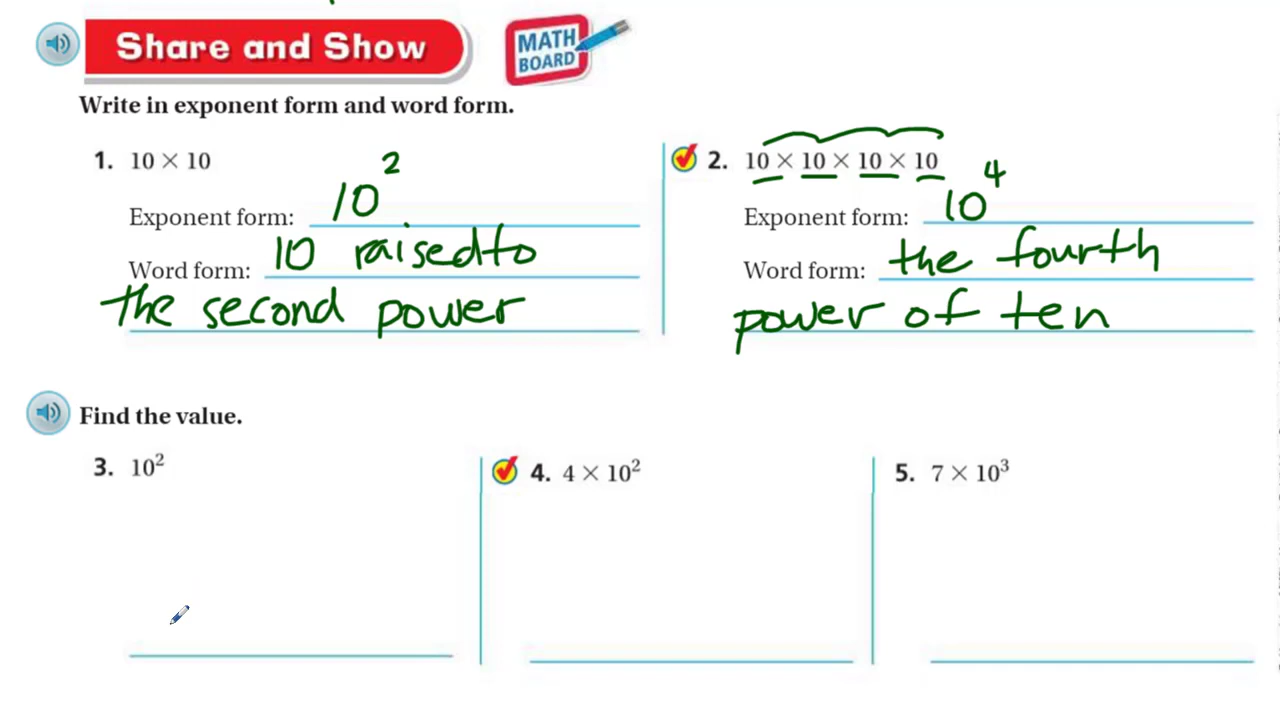 Share and Show
MATH
BOARD
Write in exponent form and word form.
1. 10 × 10
Exponent form: 10²
Word form: 10 raised to
the second power
2. 10 × 10 × 10 × 10
Exponent form: 10⁴
Word form: the fourth
power of ten
Find the value.
3. 10²
4. 4 × 10²
5. 7 × 10³